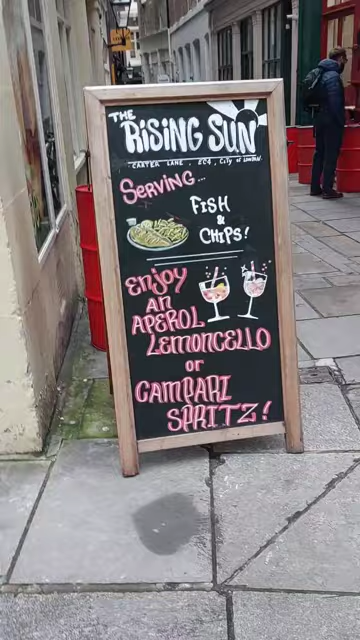 THE
RISING SUN
CARTER LANE . EC4, City of London.
SERVING...
FISH
&
CHIPS!
Enjoy
AN
APEROL
LEMONCELLO
or
CAMPARI
SPRITZ!